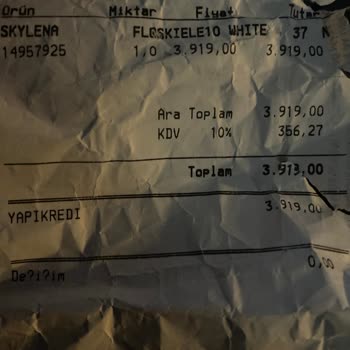 Ürün Miktar Fiyat Tutar
SKYLENA FLOSKIELE10 WHITE 37 N
14957925 1,0 3.919,00 3.919,00
Ara Toplam 3.919,00
KDV 10% 356,27
Toplam 3.919,00
YAPIKREDİ 3.919,00
De?i?im 0,00